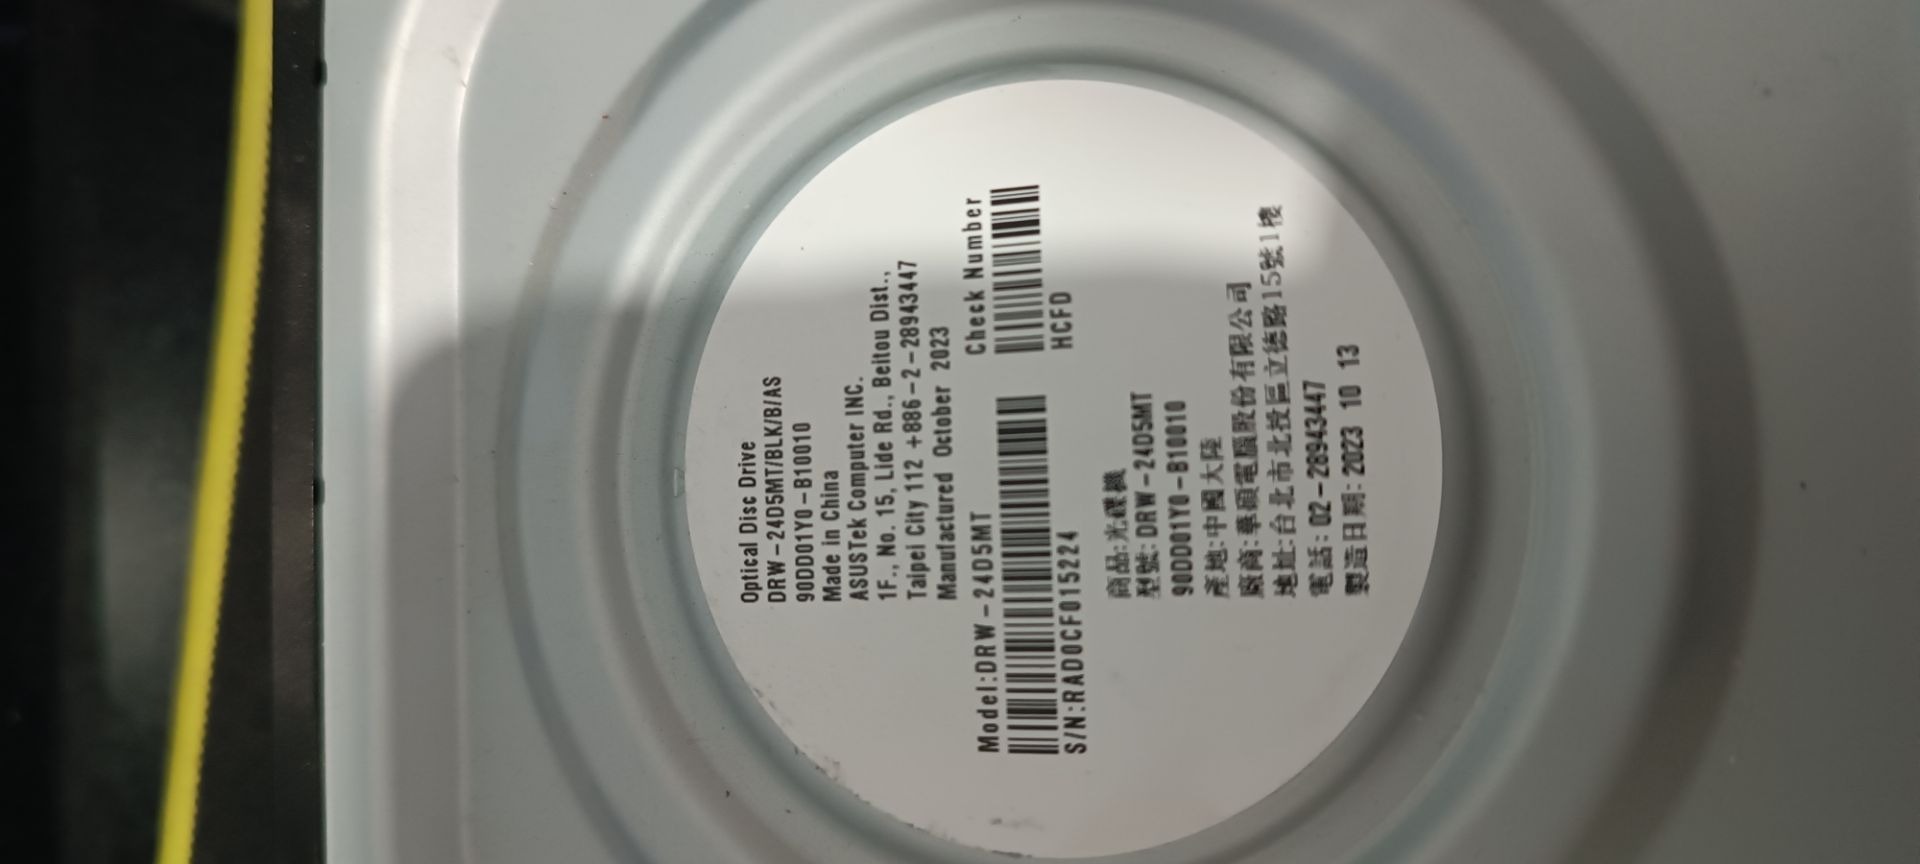 Optical Disc Drive
DRW-24D5MT/BLK/B/AS
90DD01Y0-B10010
Made in China
ASUSTek Computer INC.
1F., No. 15, Lide Rd., Beitou Dist.,
Taipei City 112 +886-2-28943447
Manufactured October 2023
Model:DRW-24D5MT
Check Number
HCFD
S/N:RAD0CF015224
商品:光碟機
型號:DRW-24D5MT
90DD01Y0-B10010
產地:中國大陸
廠商:華碩電腦股份有限公司
地址:台北市北投區立德路15號1樓
電話:02-28943447
製造日期:2023 10 13